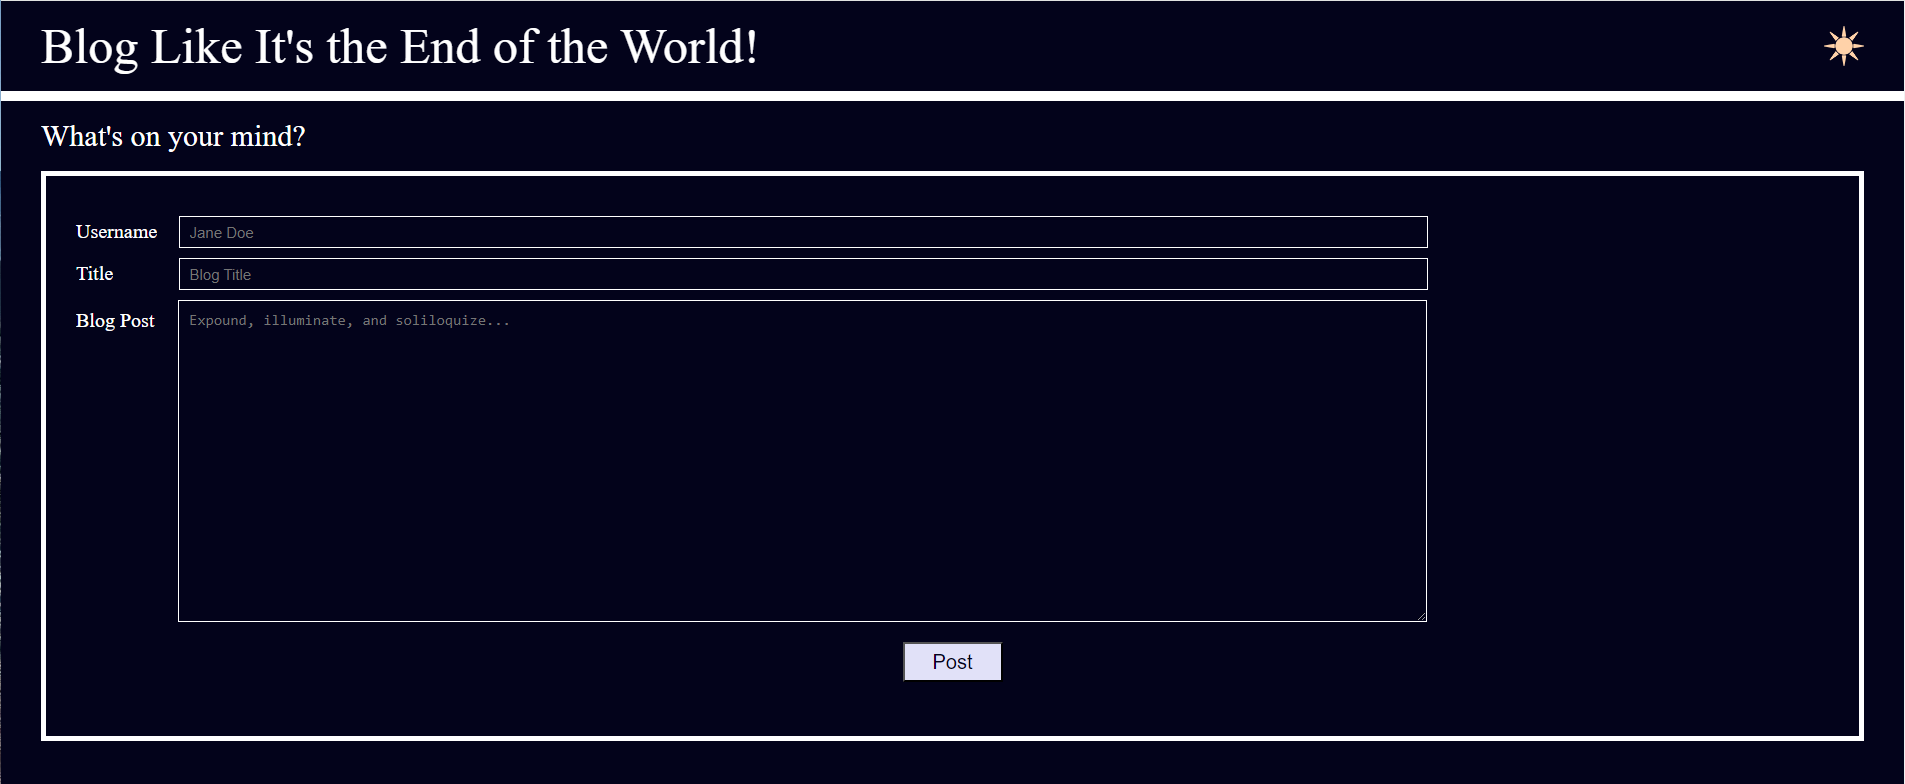 Blog Like It's the End of the World!
What's on your mind?
Username
Jane Doe
Title
Blog Title
Blog Post
Expound, illuminate, and soliloquize...
Post